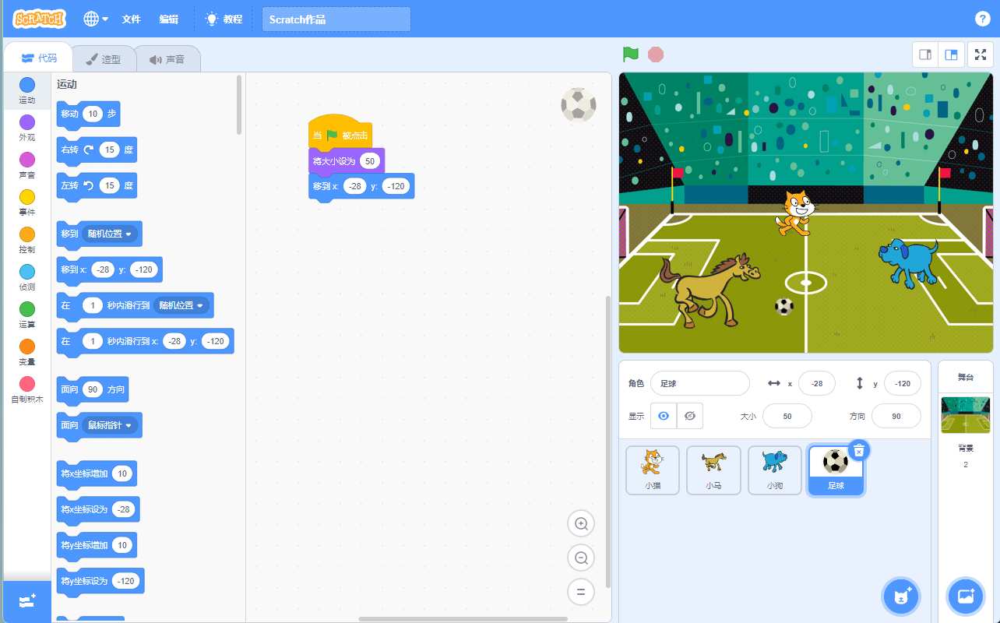 SCRATCH 文件 编辑 教程 Scratch作品 ?
代码 造型 声音
运动
外观
声音
事件
控制
侦测
运算
变量
自制积木
运动
移动 10 步
右转 15 度
左转 15 度
移到 随机位置
移到 x: -28 y: -120
在 1 秒内滑行到 随机位置
在 1 秒内滑行到 x: -28 y: -120
面向 90 方向
面向 鼠标指针
将x坐标增加 10
将x坐标设为 -28
将y坐标增加 10
将y坐标设为 -120
当 被点击
将大小设为 50
移到 x: -28 y: -120
角色 足球 x -28 y -120
显示 大小 50 方向 90
小猫 小马 小狗 足球
舞台
背景
2